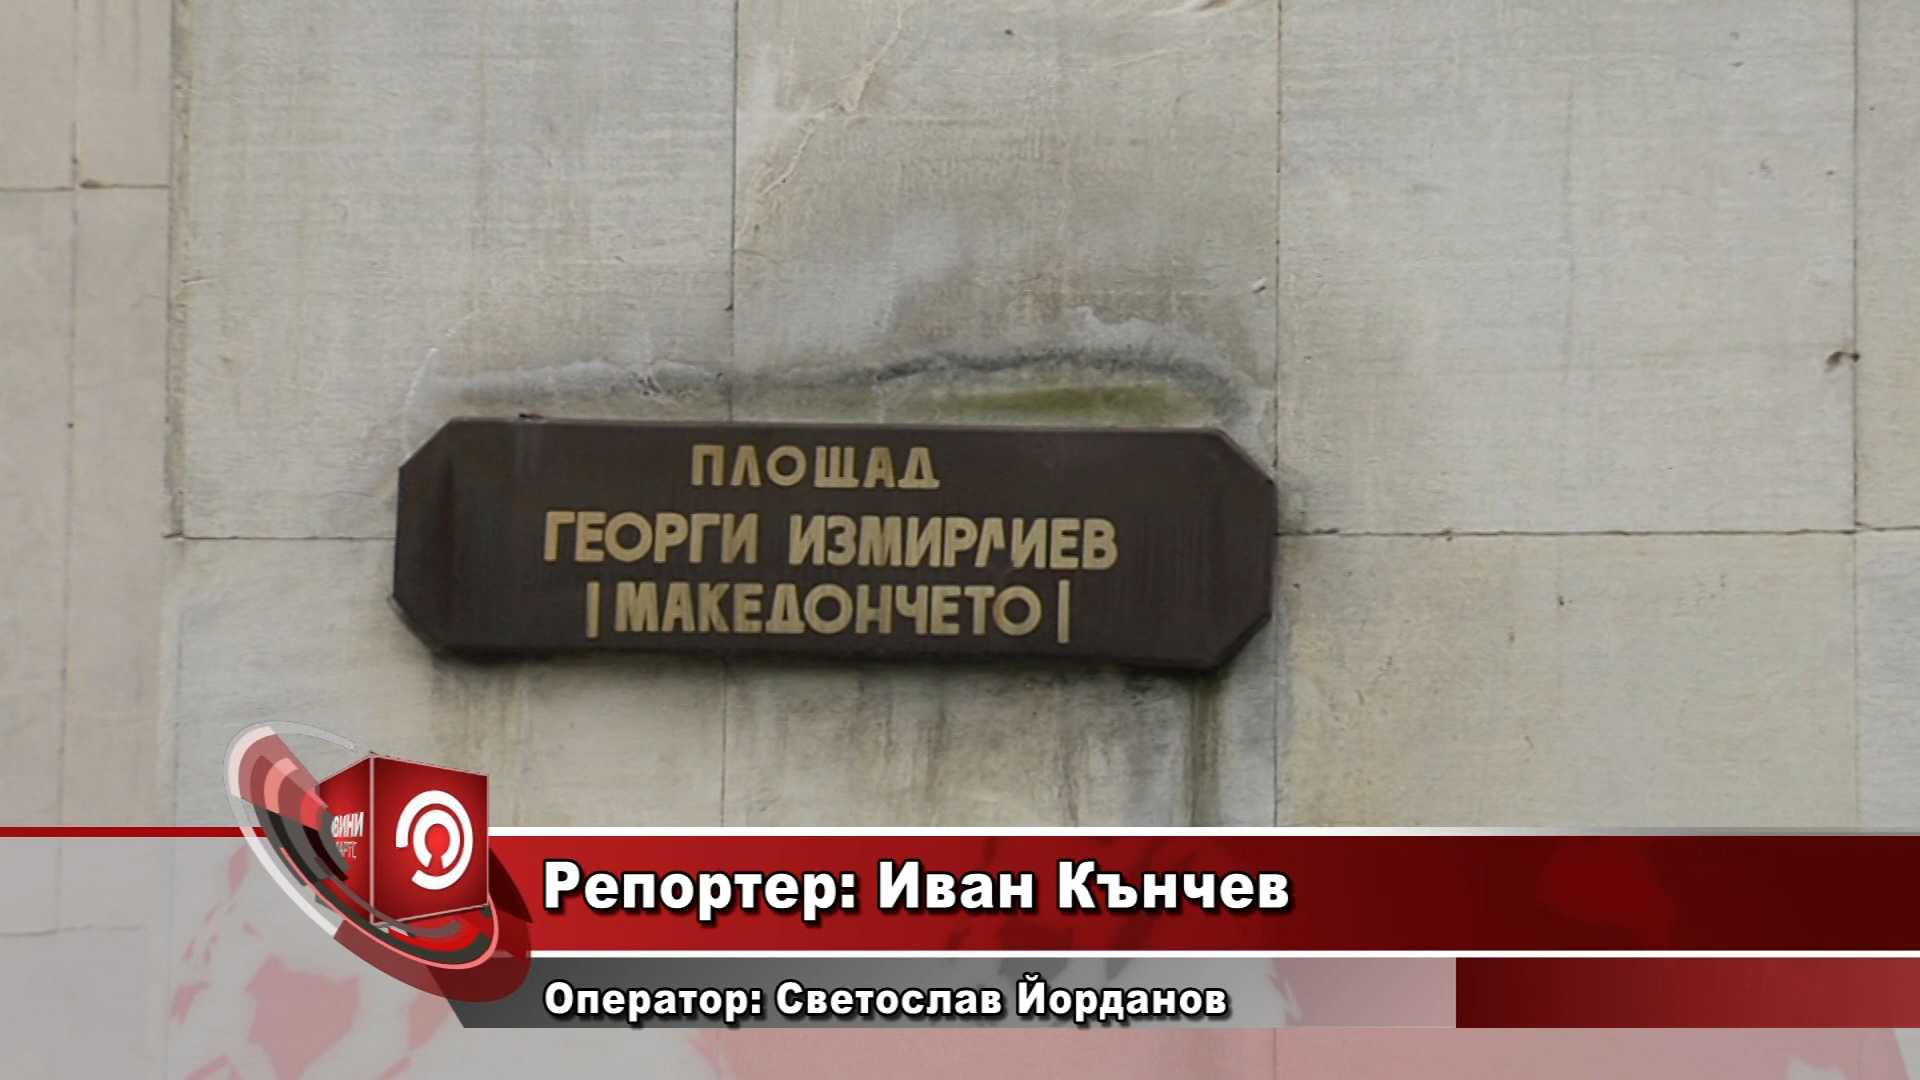 ПЛОЩАД
ГЕОРГИ ИЗМИРЛИЕВ
|МАКЕДОНЧЕТО|
Репортер: Иван Кънчев
Оператор: Светослав Йорданов